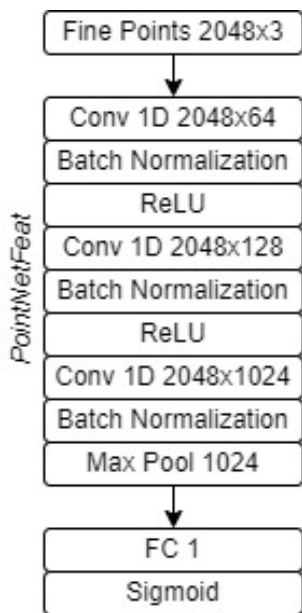 Fine Points 2048x3
PointNetFeat
Conv 1D 2048x64
Batch Normalization
ReLU
Conv 1D 2048x128
Batch Normalization
ReLU
Conv 1D 2048x1024
Batch Normalization
Max Pool 1024
FC 1
Sigmoid